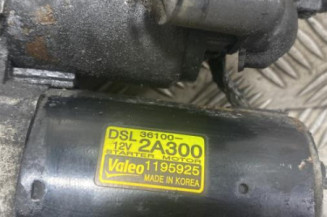 DSL 36100-
12V 2A300
STARTER MOTOR
Valeo 1195925
MADE IN KOREA